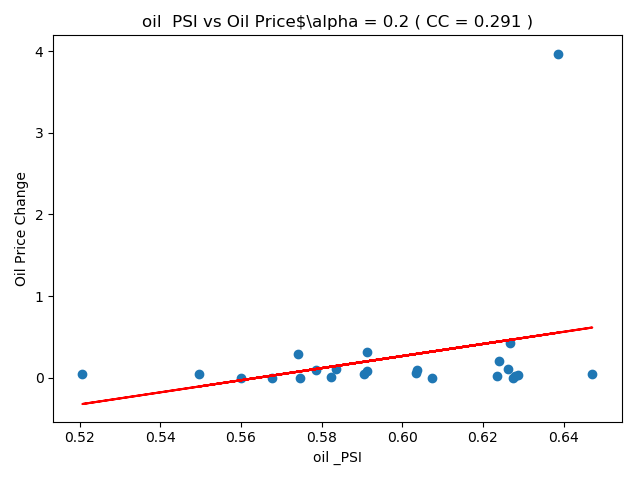 oil  PSI vs Oil Price$\alpha = 0.2 ( CC = 0.291 )
4
3
2
1
0
Oil Price Change
0.52 0.54 0.56 0.58 0.60 0.62 0.64
oil _PSI